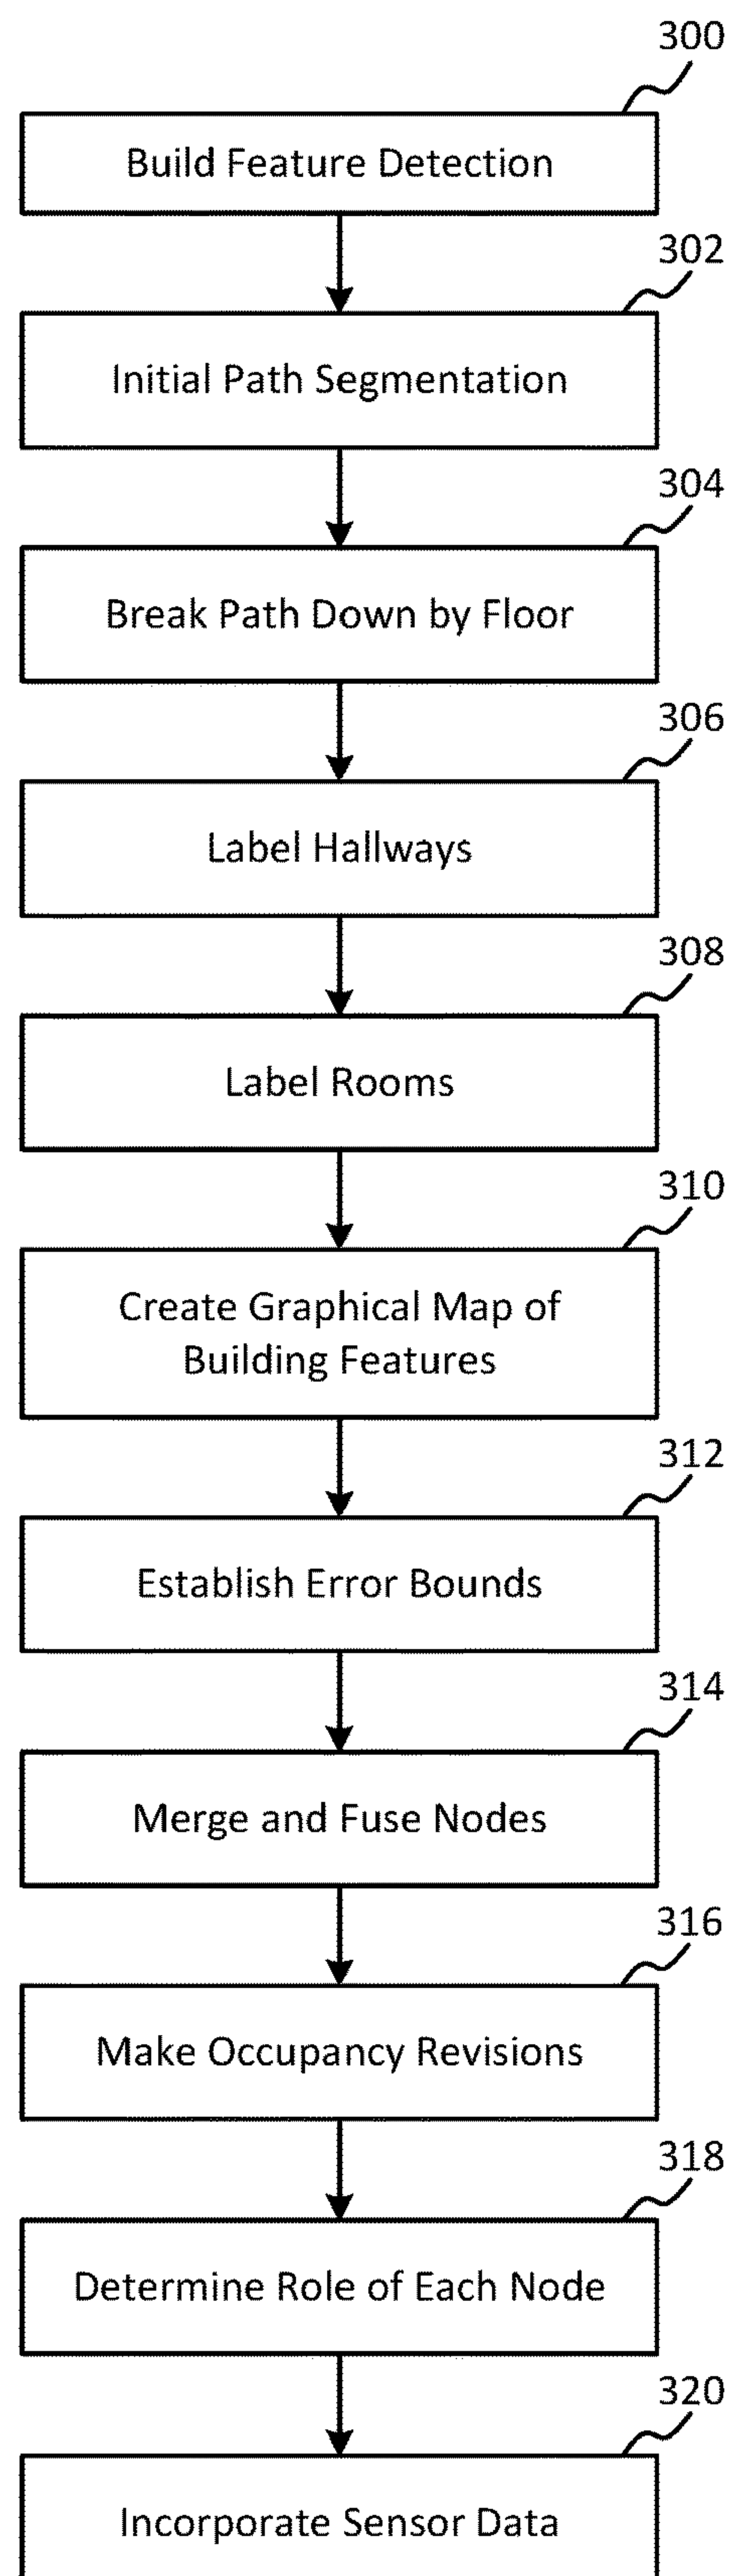 300
Build Feature Detection
302
Initial Path Segmentation
304
Break Path Down by Floor
306
Label Hallways
308
Label Rooms
310
Create Graphical Map of
Building Features
312
Establish Error Bounds
314
Merge and Fuse Nodes
316
Make Occupancy Revisions
318
Determine Role of Each Node
320
Incorporate Sensor Data